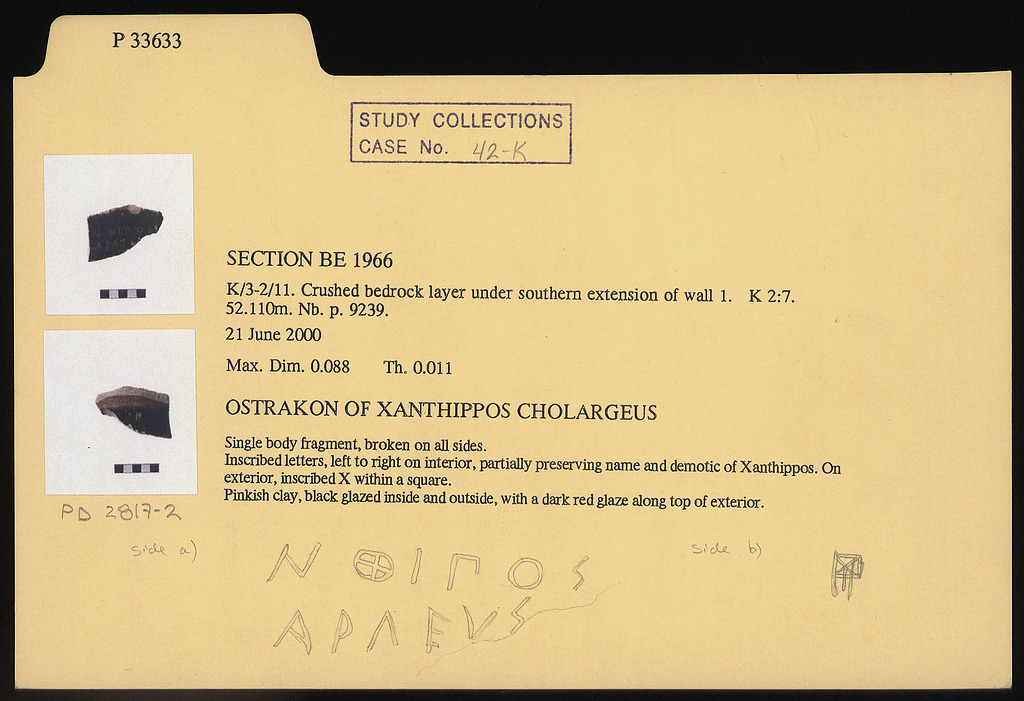 P 33633
STUDY COLLECTIONS
CASE No. 42-K
SECTION BE 1966
K/3-2/11. Crushed bedrock layer under southern extension of wall 1. K 2:7.
52.110m. Nb. p. 9239.
21 June 2000
Max. Dim. 0.088 Th. 0.011
OSTRAKON OF XANTHIPPOS CHOLARGEUS
Single body fragment, broken on all sides.
Inscribed letters, left to right on interior, partially preserving name and demotic of Xanthippos. On
exterior, inscribed X within a square.
Pinkish clay, black glazed inside and outside, with a dark red glaze along top of exterior.
PD 2817-2
side a)
side b)
Ν ⊕ Ι Γ Ο S
Α Ρ Λ Ε V S